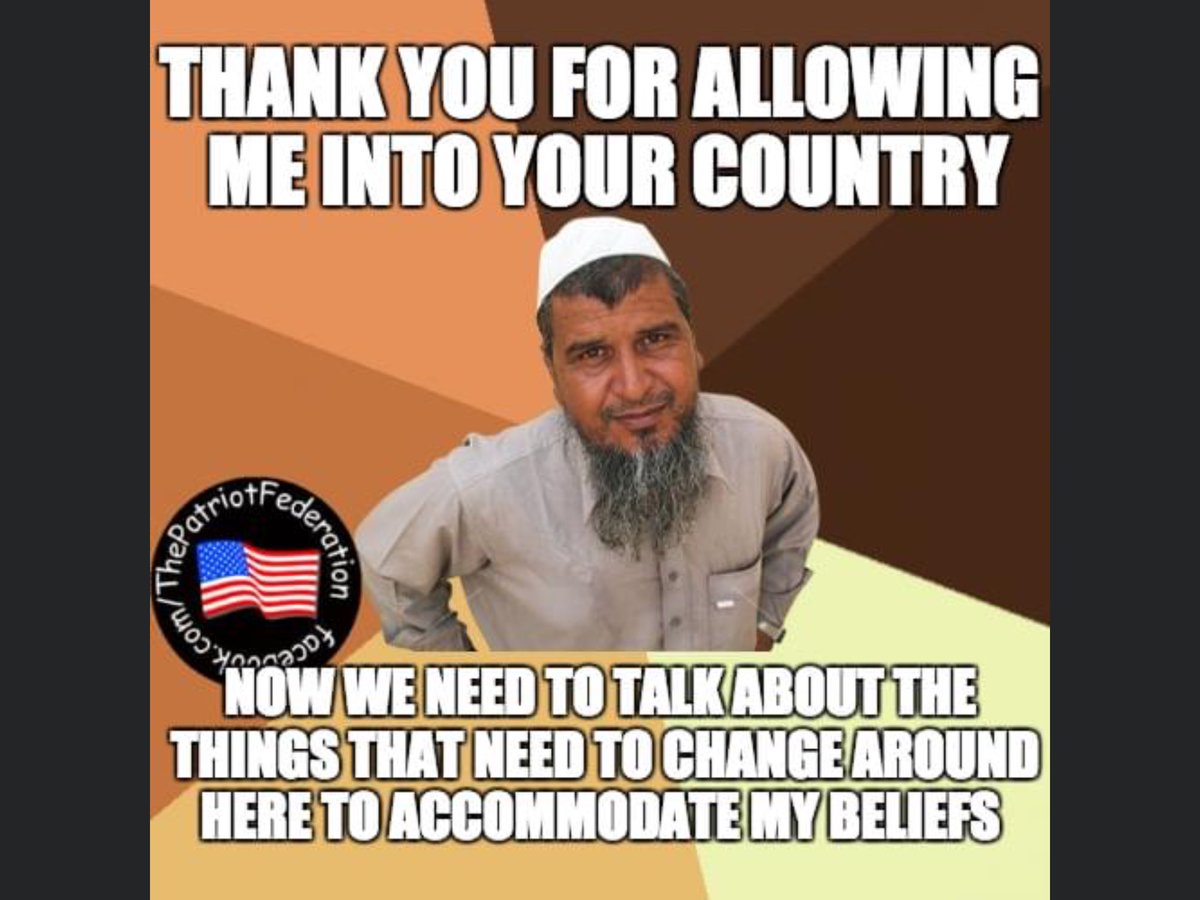 THANK YOU FOR ALLOWING
ME INTO YOUR COUNTRY
facebook.com/ThePatriotFederation
NOW WE NEED TO TALK ABOUT THE
THINGS THAT NEED TO CHANGE AROUND
HERE TO ACCOMMODATE MY BELIEFS